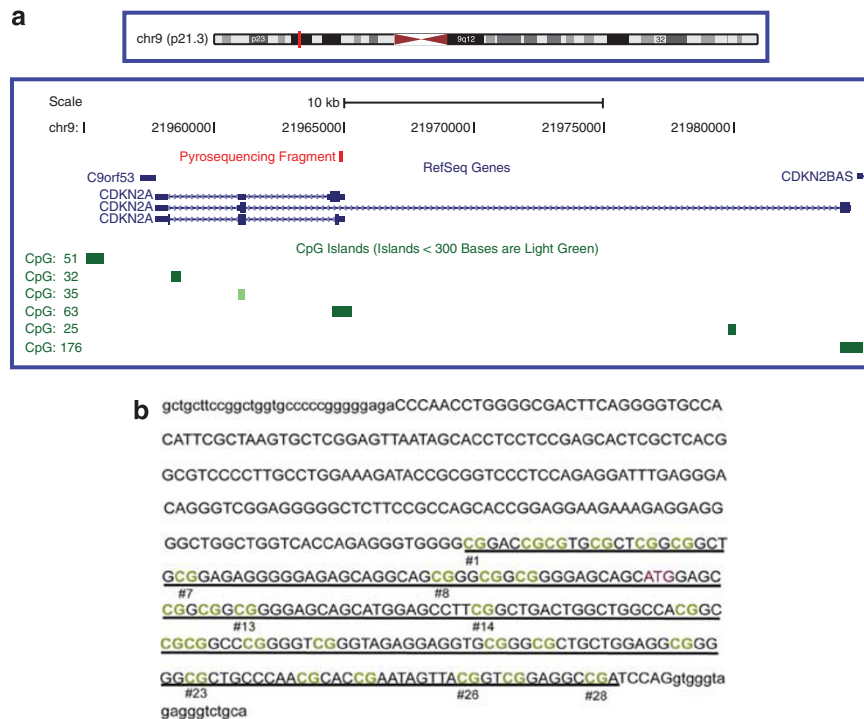 a
chr9 (p21.3)
p23
9q12
32
Scale
10 kb
chr9:
21960000
21965000
21970000
21975000
21980000
Pyrosequencing Fragment
RefSeq Genes
C9orf53
CDKN2BAS
CDKN2A
CDKN2A
CDKN2A
CpG Islands (Islands < 300 Bases are Light Green)
CpG: 51
CpG: 32
CpG: 35
CpG: 63
CpG: 25
CpG: 176
b
gctgcttccggctggtgcccccgggggagaCCCAACCTGGGGCGACTTCAGGGGTGCCA
CATTCGCTAAGTGCTCGGAGTTAATAGCACCTCCTCCGAGCACTCGCTCACG
GCGTCCCCTTGCCTGGAAAGATACCGCGGTCCCTCCAGAGGATTTGAGGGA
CAGGGTCGGAGGGGGCTCTTCCGCCAGCACCGGAGGAAGAAAGAGGAGG
GGCTGGCTGGTCACCAGAGGGTGGGGCGGACCGCGTGCGCTCGGCGGCT
#1
GCGGAGAGGGGGAGAGCAGGCAGCGGGCGGCGGGGAGCAGCATGGAGC
#7 #8
CGGCGGCGGGGAGCAGCATGGAGCCTTCGGCTGACTGGCTGGCCACGGC
#13 #14
CGCGGCCCGGGGTCGGGTAGAGGAGGTGCGGGCGCTGCTGGAGGCGGG
GGCGCTGCCCAACGCACCGAATAGTTACGGTCGGAGGCCGATCCAGgtgggta
#23 #26 #28
gagggtctgca